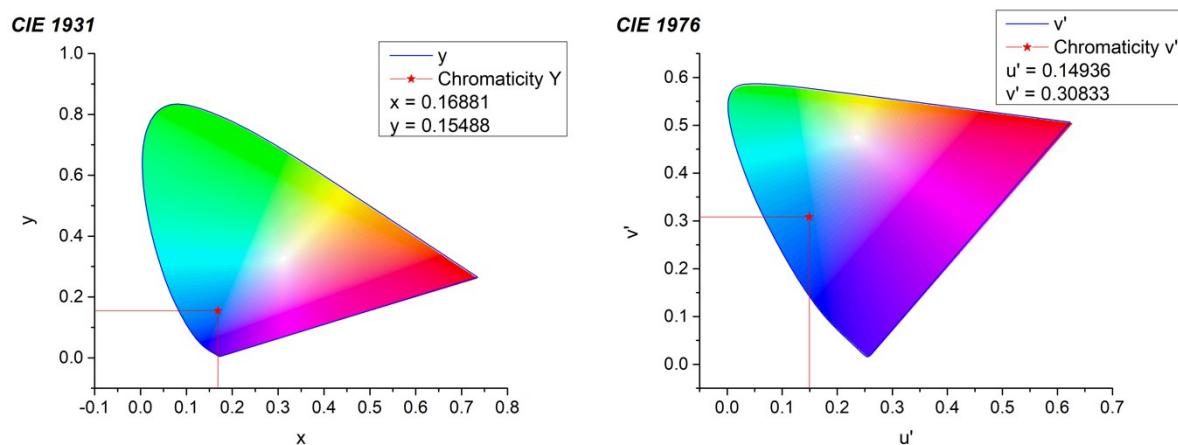 CIE 1931
y
Chromaticity Y
x = 0.16881
y = 0.15488
1.0
0.8
0.6
0.4
0.2
0.0
y
-0.1 0.0 0.1 0.2 0.3 0.4 0.5 0.6 0.7 0.8
x
CIE 1976
v'
Chromaticity v'
u' = 0.14936
v' = 0.30833
0.6
0.5
0.4
0.3
0.2
0.1
0.0
v'
0.0 0.1 0.2 0.3 0.4 0.5 0.6 0.7
u'